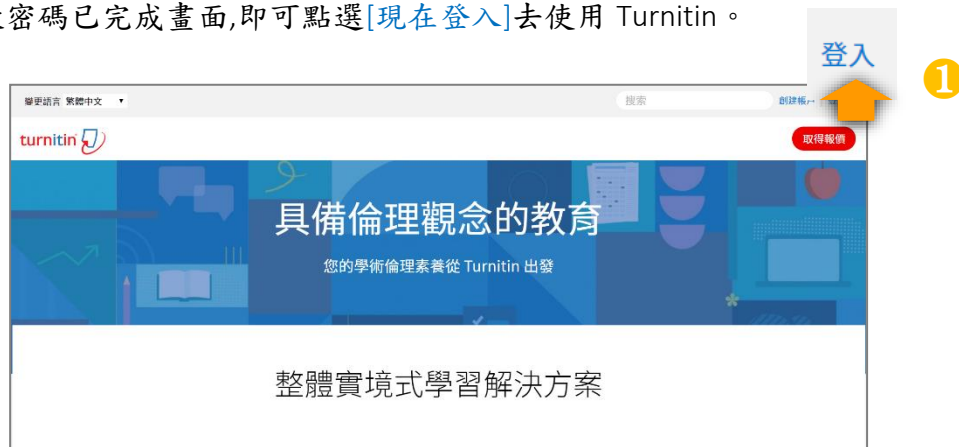 密碼已完成畫面,即可點選[現在登入]去使用 Turnitin。
登入
❶
變更語言 繁體中文 ▼
搜索
創建帳戶
turnitin
取得報價
具備倫理觀念的教育
您的學術倫理素養從 Turnitin 出發
整體實境式學習解決方案